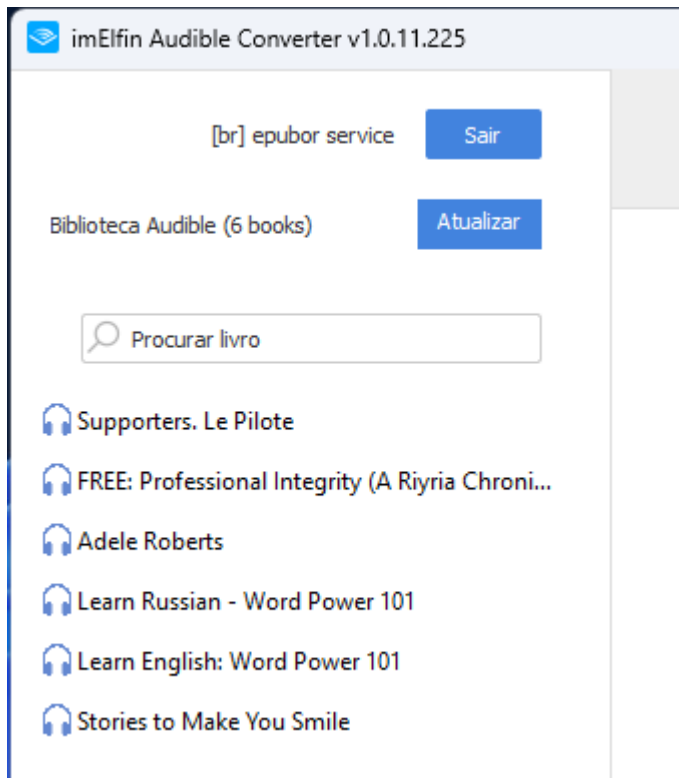 imElfin Audible Converter v1.0.11.225
[br] epubor service
Sair
Biblioteca Audible (6 books)
Atualizar
Procurar livro
Supporters. Le Pilote
FREE: Professional Integrity (A Riyria Chroni...
Adele Roberts
Learn Russian - Word Power 101
Learn English: Word Power 101
Stories to Make You Smile